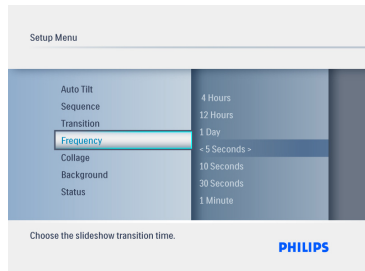 Setup Menu
Auto Tilt
Sequence
Transition
Frequency
Collage
Background
Status
4 Hours
12 Hours
1 Day
< 5 Seconds >
10 Seconds
30 Seconds
1 Minute
Choose the slideshow transition time.
PHILIPS